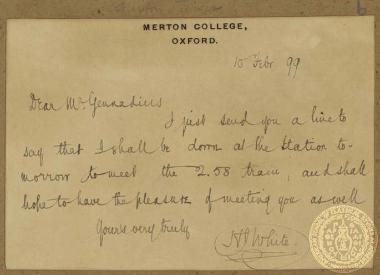 MERTON COLLEGE,
OXFORD.
10 Febr 99
Dear Mr. Gennadius
I just send you a line to
say that I shall be down at the Station to-
morrow to meet the 2.58 train, and shall
hope to have the pleasure of meeting you as well
Yours very truly
White.